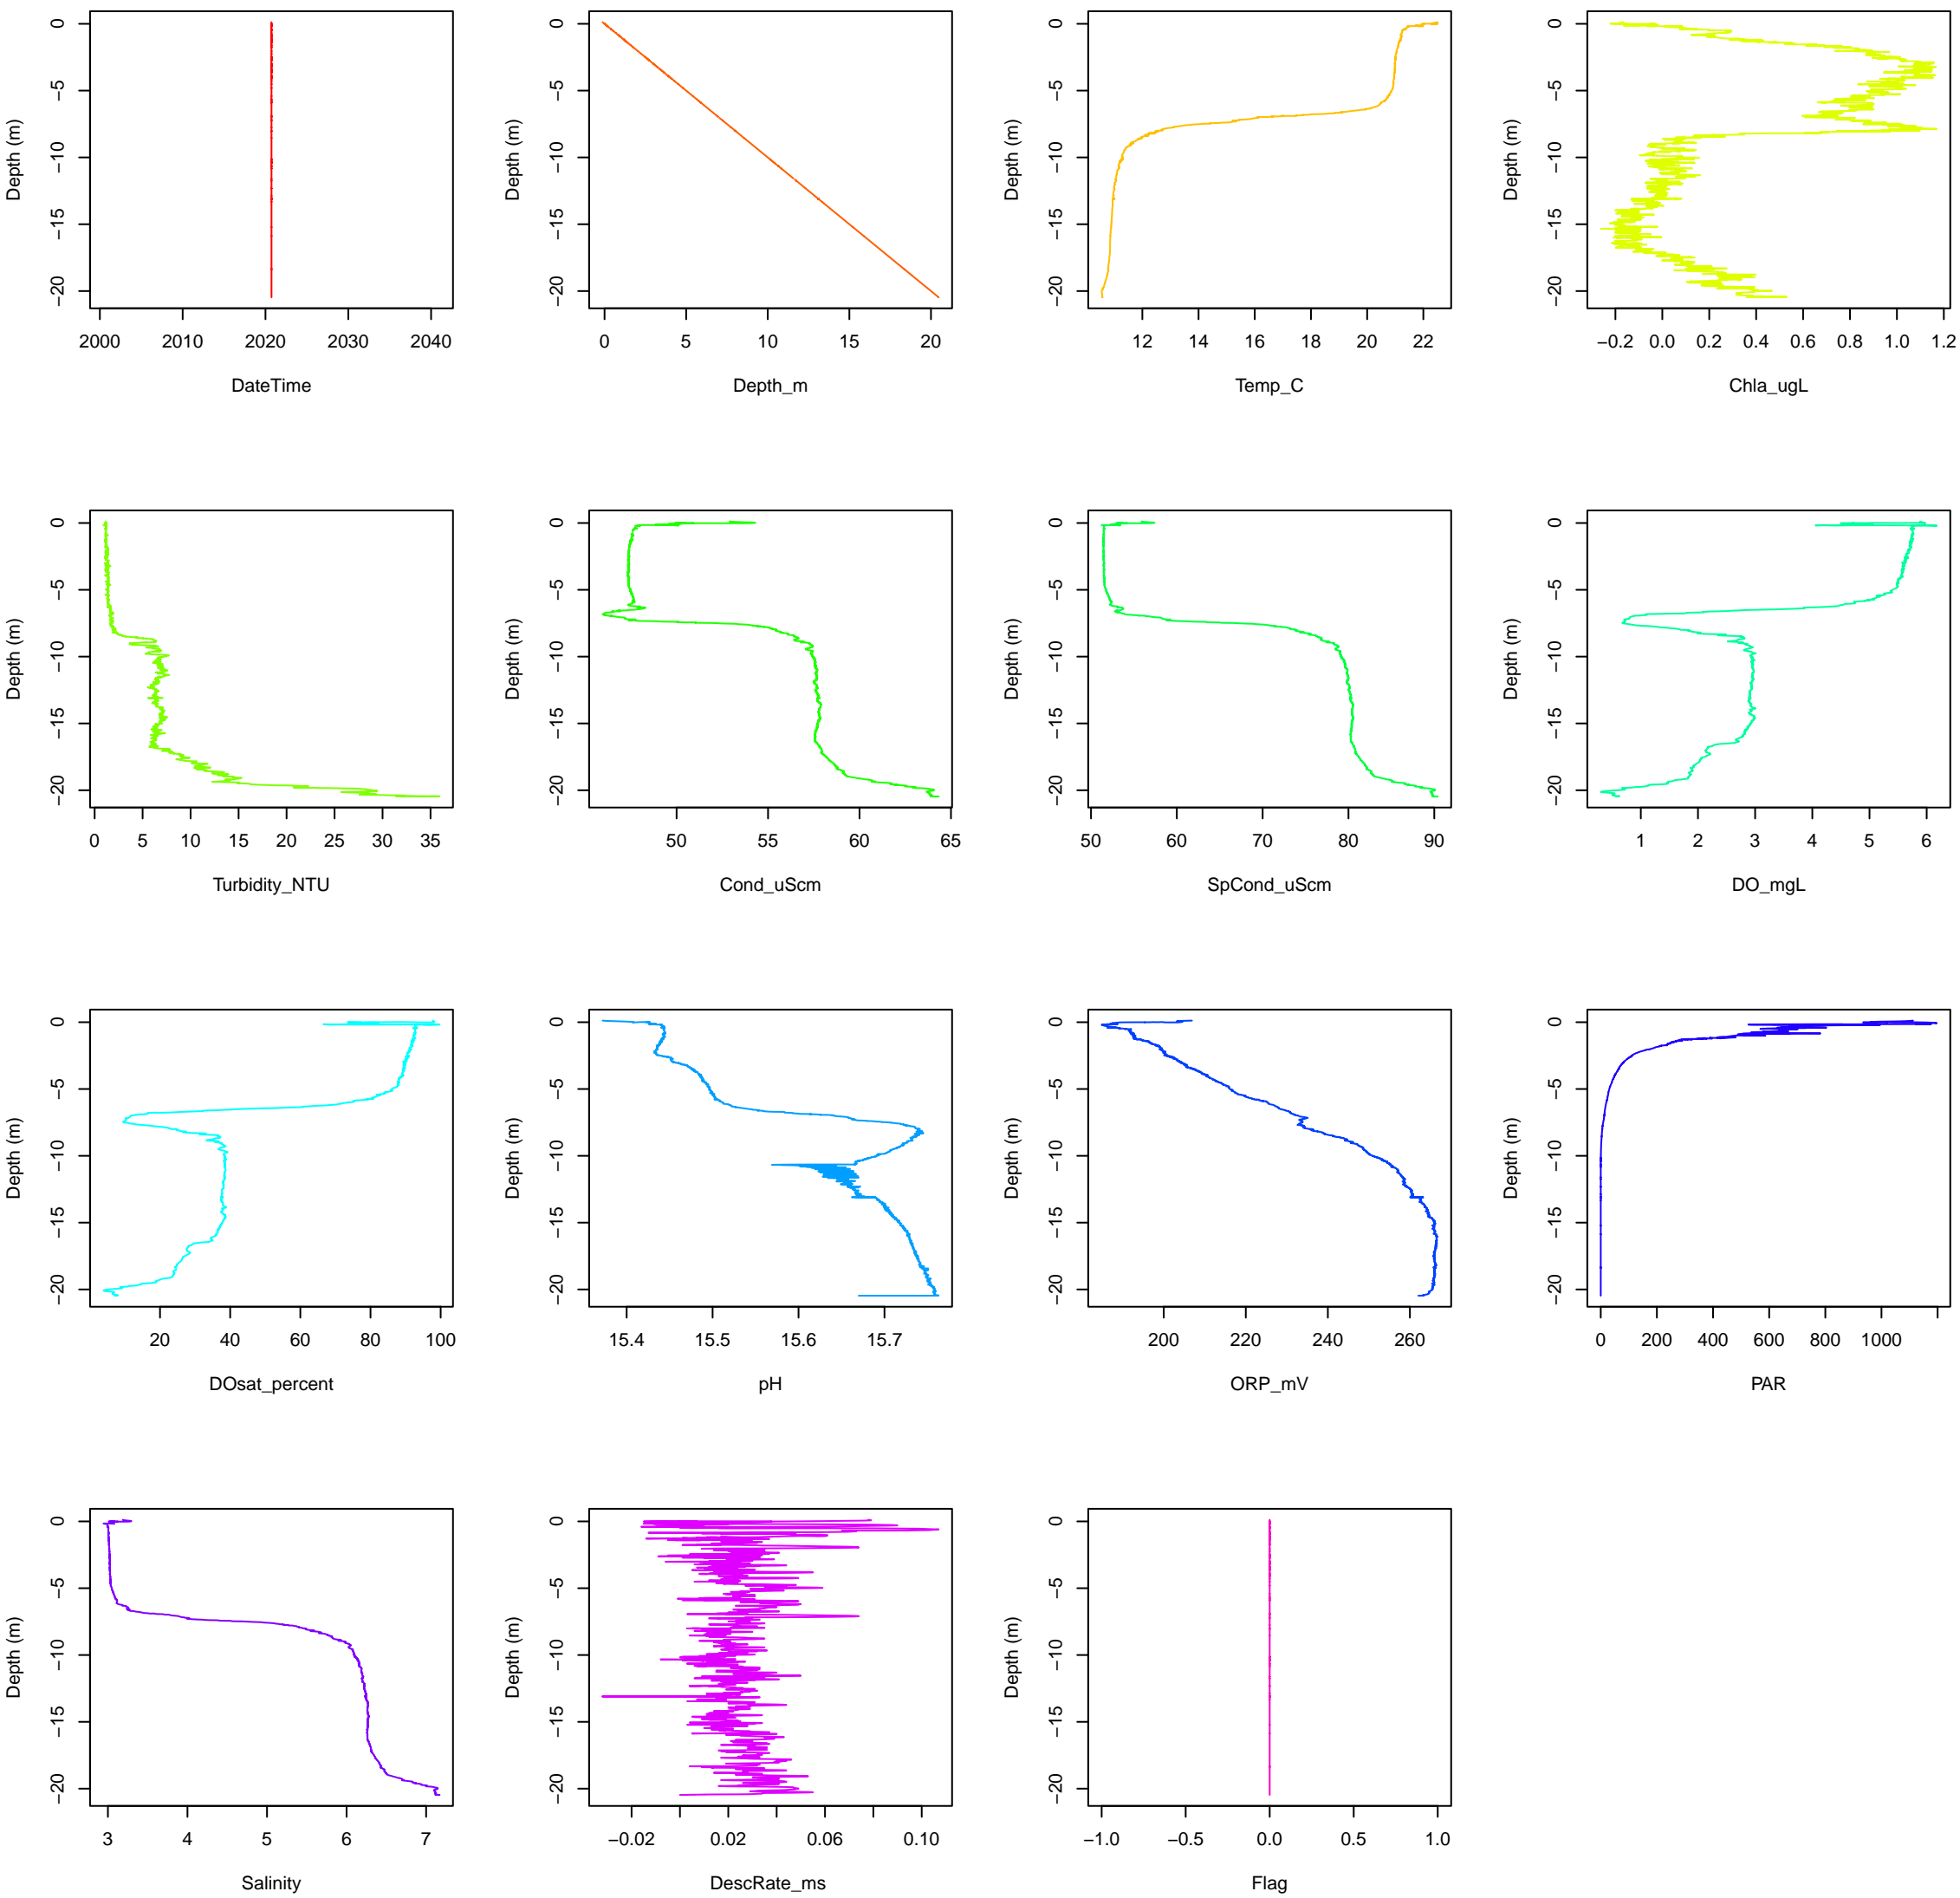 0 −5 −10 −15 −20
Depth (m)
2000 2010 2020 2030 2040
DateTime
0 −5 −10 −15 −20
Depth (m)
0 5 10 15 20
Depth_m
0 −5 −10 −15 −20
Depth (m)
12 14 16 18 20 22
Temp_C
0 −5 −10 −15 −20
Depth (m)
−0.2 0.0 0.2 0.4 0.6 0.8 1.0 1.2
Chla_ugL
0 −5 −10 −15 −20
Depth (m)
0 5 10 15 20 25 30 35
Turbidity_NTU
0 −5 −10 −15 −20
Depth (m)
50 55 60 65
Cond_uScm
0 −5 −10 −15 −20
Depth (m)
50 60 70 80 90
SpCond_uScm
0 −5 −10 −15 −20
Depth (m)
1 2 3 4 5 6
DO_mgL
0 −5 −10 −15 −20
Depth (m)
20 40 60 80 100
DOsat_percent
0 −5 −10 −15 −20
Depth (m)
15.4 15.5 15.6 15.7
pH
0 −5 −10 −15 −20
Depth (m)
200 220 240 260
ORP_mV
0 −5 −10 −15 −20
Depth (m)
0 200 400 600 800 1000
PAR
0 −5 −10 −15 −20
Depth (m)
3 4 5 6 7
Salinity
0 −5 −10 −15 −20
Depth (m)
−0.02 0.02 0.06 0.10
DescRate_ms
0 −5 −10 −15 −20
Depth (m)
−1.0 −0.5 0.0 0.5 1.0
Flag